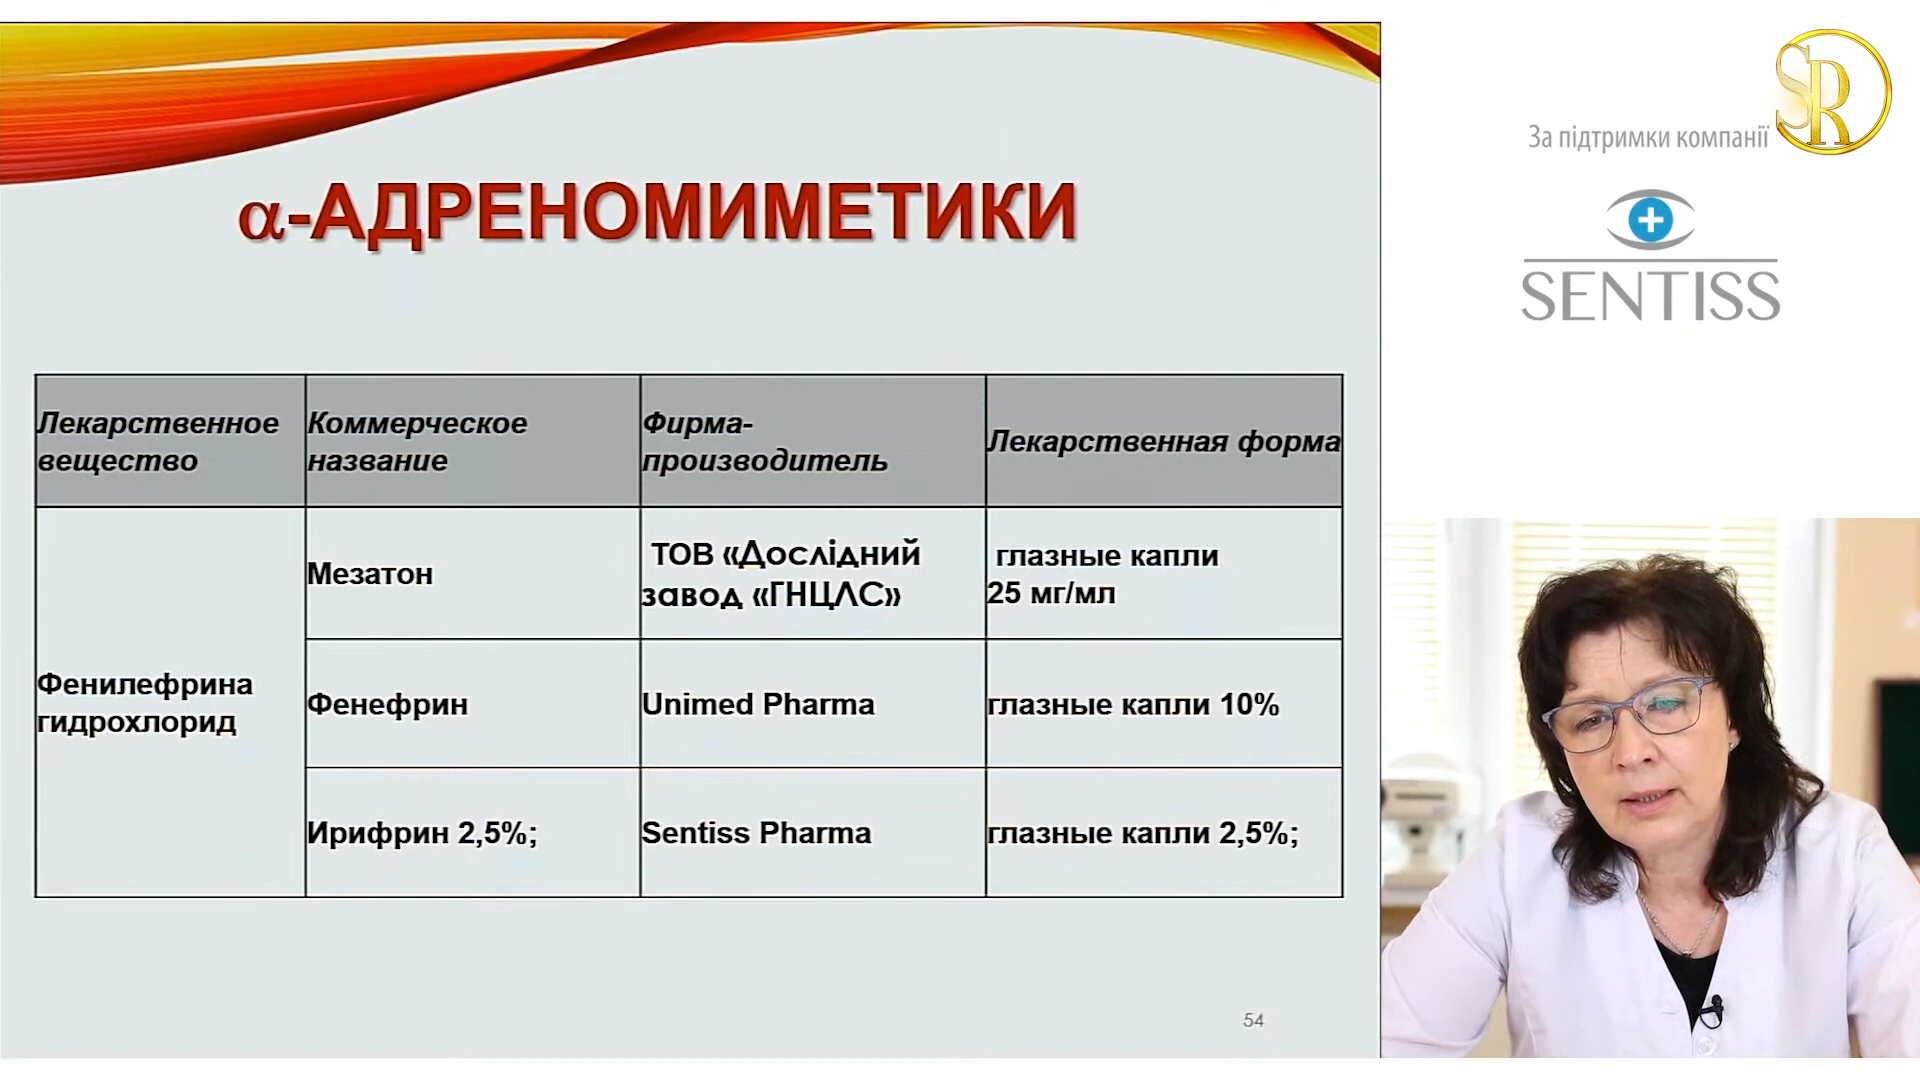 α-АДРЕНОМИМЕТИКИ
Лекарственное
вещество
Коммерческое
название
Фирма-
производитель
Лекарственная форма
Фенилефрина
гидрохлорид
Мезатон
ТОВ «Дослідний
завод «ГНЦЛС»
глазные капли
25 мг/мл
Фенефрин
Unimed Pharma
глазные капли 10%
Ирифрин 2,5%;
Sentiss Pharma
глазные капли 2,5%;
54
За підтримки компанії
SR
SENTISS